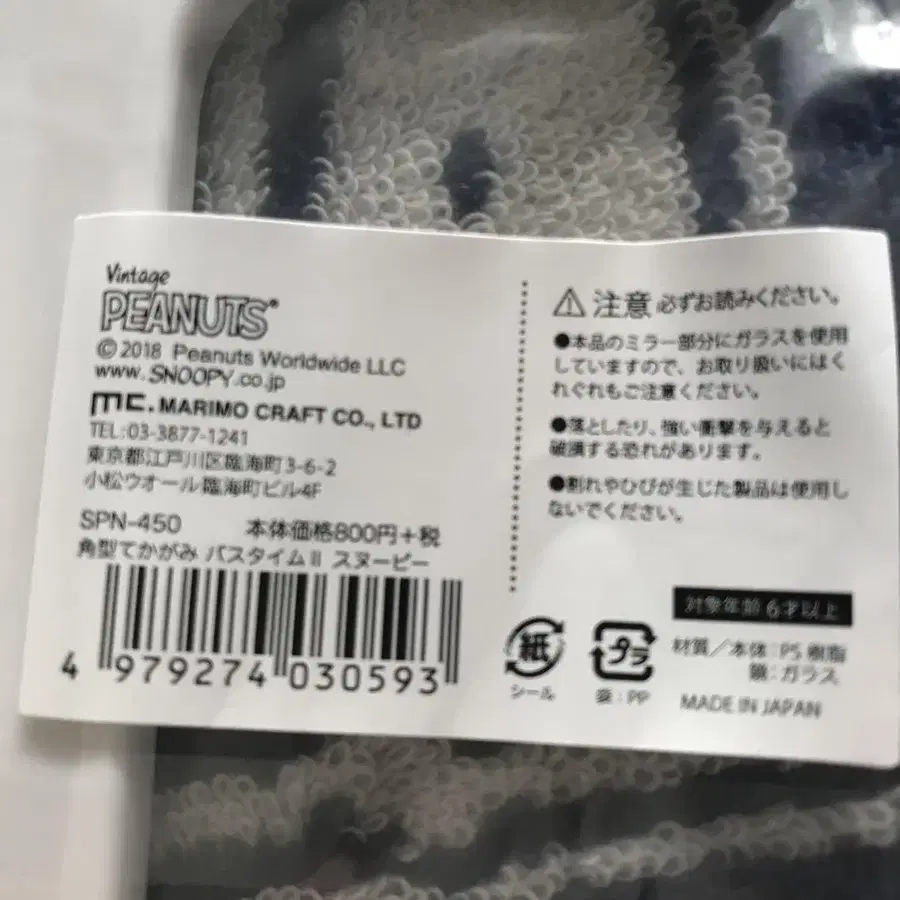 Vintage
PEANUTS®
© 2018 Peanuts Worldwide LLC
www.SNOOPY.co.jp
mc. MARIMO CRAFT CO., LTD
TEL:03-3877-1241
東京都江戸川区臨海町3-6-2
小松ウオール臨海町ビル4F
SPN-450 本体価格800円+税
角型てかがみ バスタイムⅡ スヌーピー
4 979274 030593
⚠注意 必ずお読みください。
●本品のミラー部分にガラスを使用
していますので、お取り扱いにはく
れぐれもご注意ください。
●落としたり、強い衝撃を与えると
破損する恐れがあります。
●割れやひびが生じた製品は使用し
ないでください。
対象年齢6才以上
紙
シール
プラ
袋:PP
材質/本体:PS樹脂
鏡:ガラス
MADE IN JAPAN